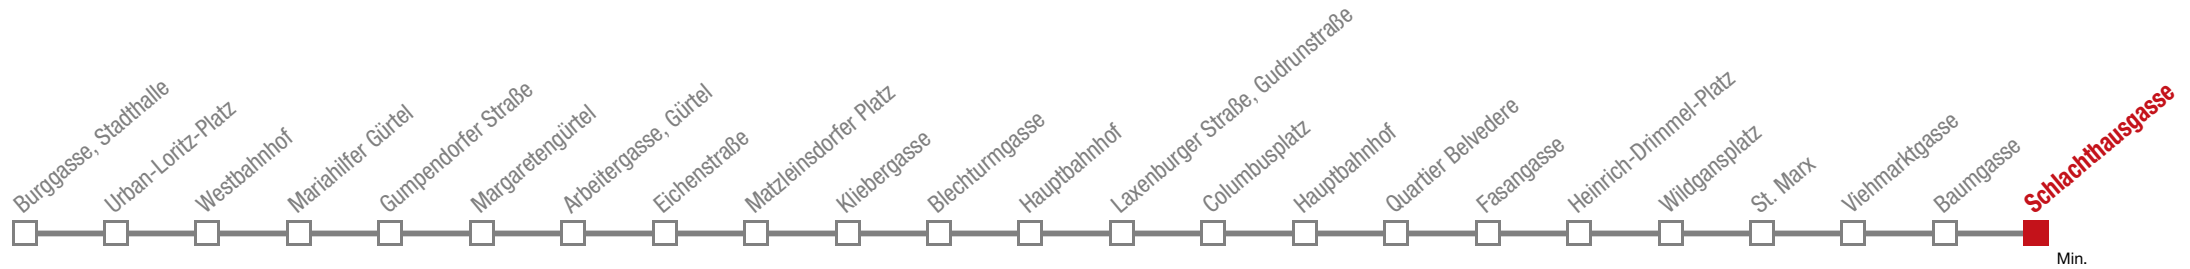 Burggasse, Stadthalle
Urban-Loritz-Platz
Westbahnhof
Mariahilfer Gürtel
Gumpendorfer Straße
Margaretengürtel
Arbeitergasse, Gürtel
Eichenstraße
Matzleinsdorfer Platz
Kliebergasse
Blechturmgasse
Hauptbahnhof
Laxenburger Straße, Gudrunstraße
Columbusplatz
Hauptbahnhof
Quartier Belvedere
Fasangasse
Heinrich-Drimmel-Platz
Wildgansplatz
St. Marx
Viehmarktgasse
Baumgasse
Schlachthausgasse
Min.